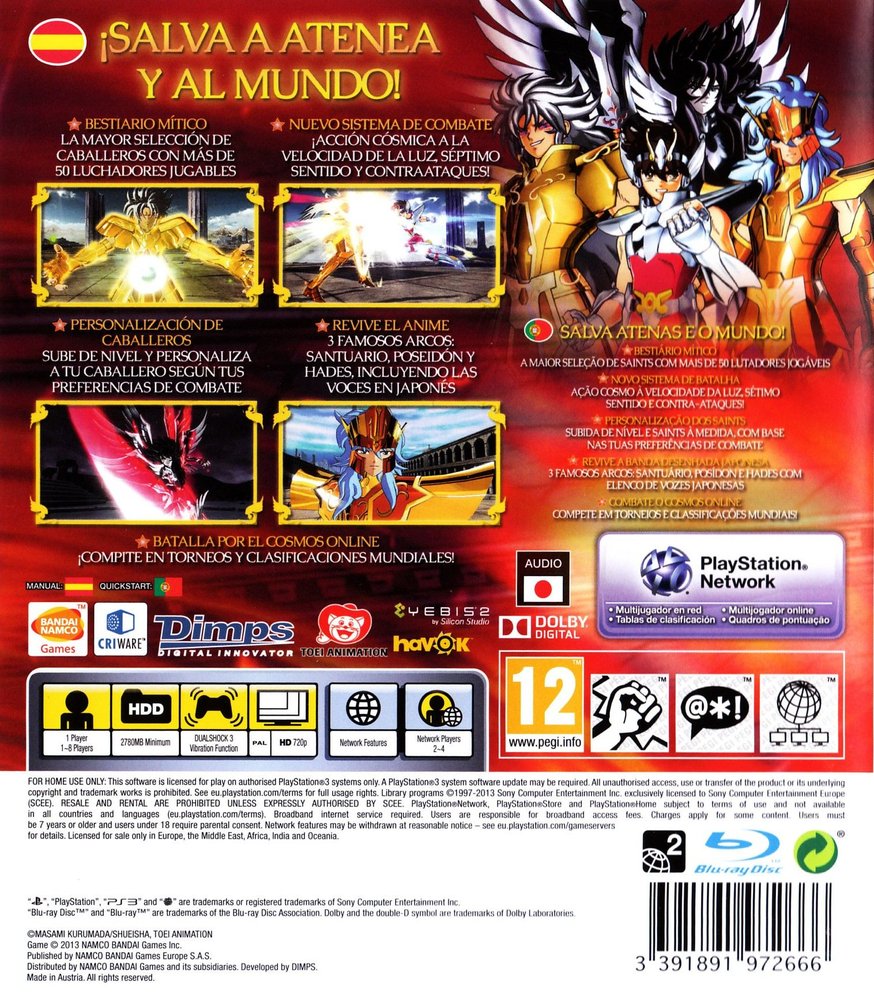 ¡SALVA A ATENEA
Y AL MUNDO!
BESTIARIO MÍTICO
LA MAYOR SELECCIÓN DE
CABALLEROS CON MÁS DE
50 LUCHADORES JUGABLES
NUEVO SISTEMA DE COMBATE
¡ACCIÓN CÓSMICA A LA
VELOCIDAD DE LA LUZ, SÉPTIMO
SENTIDO Y CONTRAATAQUES!
PERSONALIZACIÓN DE
CABALLEROS
SUBE DE NIVEL Y PERSONALIZA
A TU CABALLERO SEGÚN TUS
PREFERENCIAS DE COMBATE
REVIVE EL ANIME
3 FAMOSOS ARCOS:
SANTUARIO, POSEIDÓN Y
HADES, INCLUYENDO LAS
VOCES EN JAPONÉS
BATALLA POR EL COSMOS ONLINE
¡COMPITE EN TORNEOS Y CLASIFICACIONES MUNDIALES!
SALVA ATENAS E O MUNDO!
BESTIÁRIO MÍTICO
A MAIOR SELEÇÃO DE SAINTS COM MAIS DE 50 LUTADORES JOGÁVEIS
NOVO SISTEMA DE BATALHA
AÇÃO COSMO À VELOCIDADE DA LUZ, SÉTIMO
SENTIDO E CONTRA-ATAQUES!
PERSONALIZAÇÃO DOS SAINTS
SUBIDA DE NÍVEL E SAINTS À MEDIDA, COM BASE
NAS TUAS PREFERÊNCIAS DE COMBATE
REVIVE A BANDA DESENHADA JAPONESA
3 FAMOSOS ARCOS: SANTUÁRIO, POSÍDON E HADES COM
ELENCO DE VOZES JAPONESAS
COMBATE O COSMOS ONLINE
COMPETE EM TORNEIOS E CLASSIFICAÇÕES MUNDIAIS!
MANUAL: QUICKSTART:
BANDAI
NAMCO
Games
CRIWARE™
Dimps
DIGITAL INNOVATOR
TOEI ANIMATION
YEBIS 2
by Silicon Studio
havok
AUDIO
DOLBY
DIGITAL
PlayStation®
Network
• Multijugador en red
• Tablas de clasificación
• Multijogador online
• Quadros de pontuação
1 Player
1-8 Players
HDD
2780MB Minimum
DUALSHOCK 3
Vibration Function
PAL HD 720p
Network Features
Network Players
2-4
12
www.pegi.info
@*!
FOR HOME USE ONLY: This software is licensed for play on authorised PlayStation®3 systems only. A PlayStation®3 system software update may be required. All unauthorised access, use or transfer of the product or its underlying
copyright and trademark works is prohibited. See eu.playstation.com/terms for full usage rights. Library programs ©1997-2013 Sony Computer Entertainment Inc. exclusively licensed to Sony Computer Entertainment Europe
(SCEE). RESALE AND RENTAL ARE PROHIBITED UNLESS EXPRESSLY AUTHORISED BY SCEE. PlayStation®Network, PlayStation®Store and PlayStation®Home subject to terms of use and not available
in all countries and languages (eu.playstation.com/terms). Broadband internet service required. Users are responsible for broadband access fees. Charges apply for some content. Users must
be 7 years or older and users under 18 require parental consent. Network features may be withdrawn at reasonable notice – see eu.playstation.com/gameservers
for details. Licensed for sale only in Europe, the Middle East, Africa, India and Oceania.
2
Blu-ray Disc
"", "PlayStation", "PS3" and "" are trademarks or registered trademarks of Sony Computer Entertainment Inc.
"Blu-ray Disc™" and "Blu-ray™" are trademarks of the Blu-ray Disc Association. Dolby and the double-D symbol are trademarks of Dolby Laboratories.
©MASAMI KURUMADA/SHUEISHA, TOEI ANIMATION
Game © 2013 NAMCO BANDAI Games Inc.
Published by NAMCO BANDAI Games Europe S.A.S.
Distributed by NAMCO BANDAI Games and its subsidiaries. Developed by DIMPS.
Made in Austria. All rights reserved.
3 391891 972666